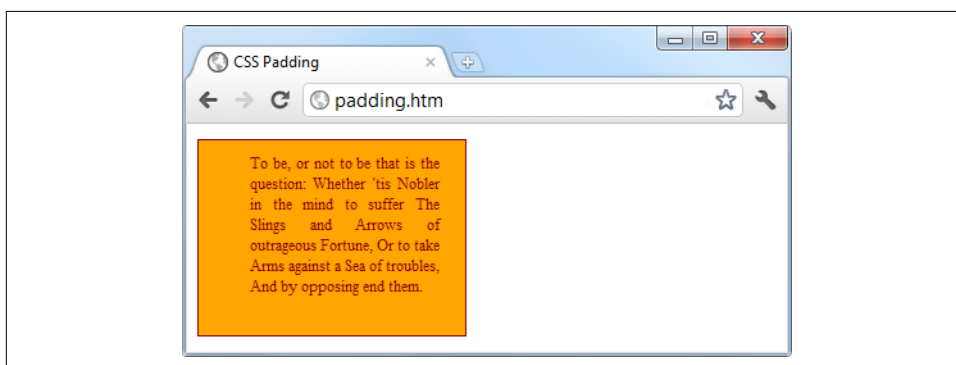 CSS Padding
padding.htm
To be, or not to be that is the
question: Whether 'tis Nobler
in the mind to suffer The
Slings and Arrows of
outrageous Fortune, Or to take
Arms against a Sea of troubles,
And by opposing end them.